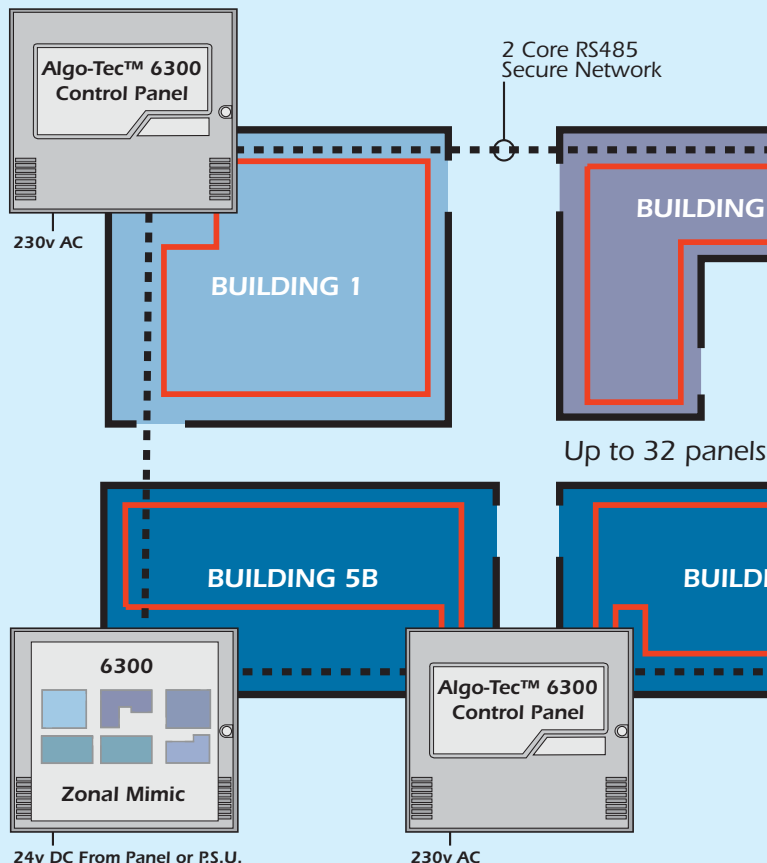 Algo-Tec™ 6300
Control Panel
2 Core RS485
Secure Network
230v AC
BUILDING 1
BUILDING
Up to 32 panels
BUILDING 5B
6300
Zonal Mimic
24v DC From Panel or P.S.U.
Algo-Tec™ 6300
Control Panel
230v AC